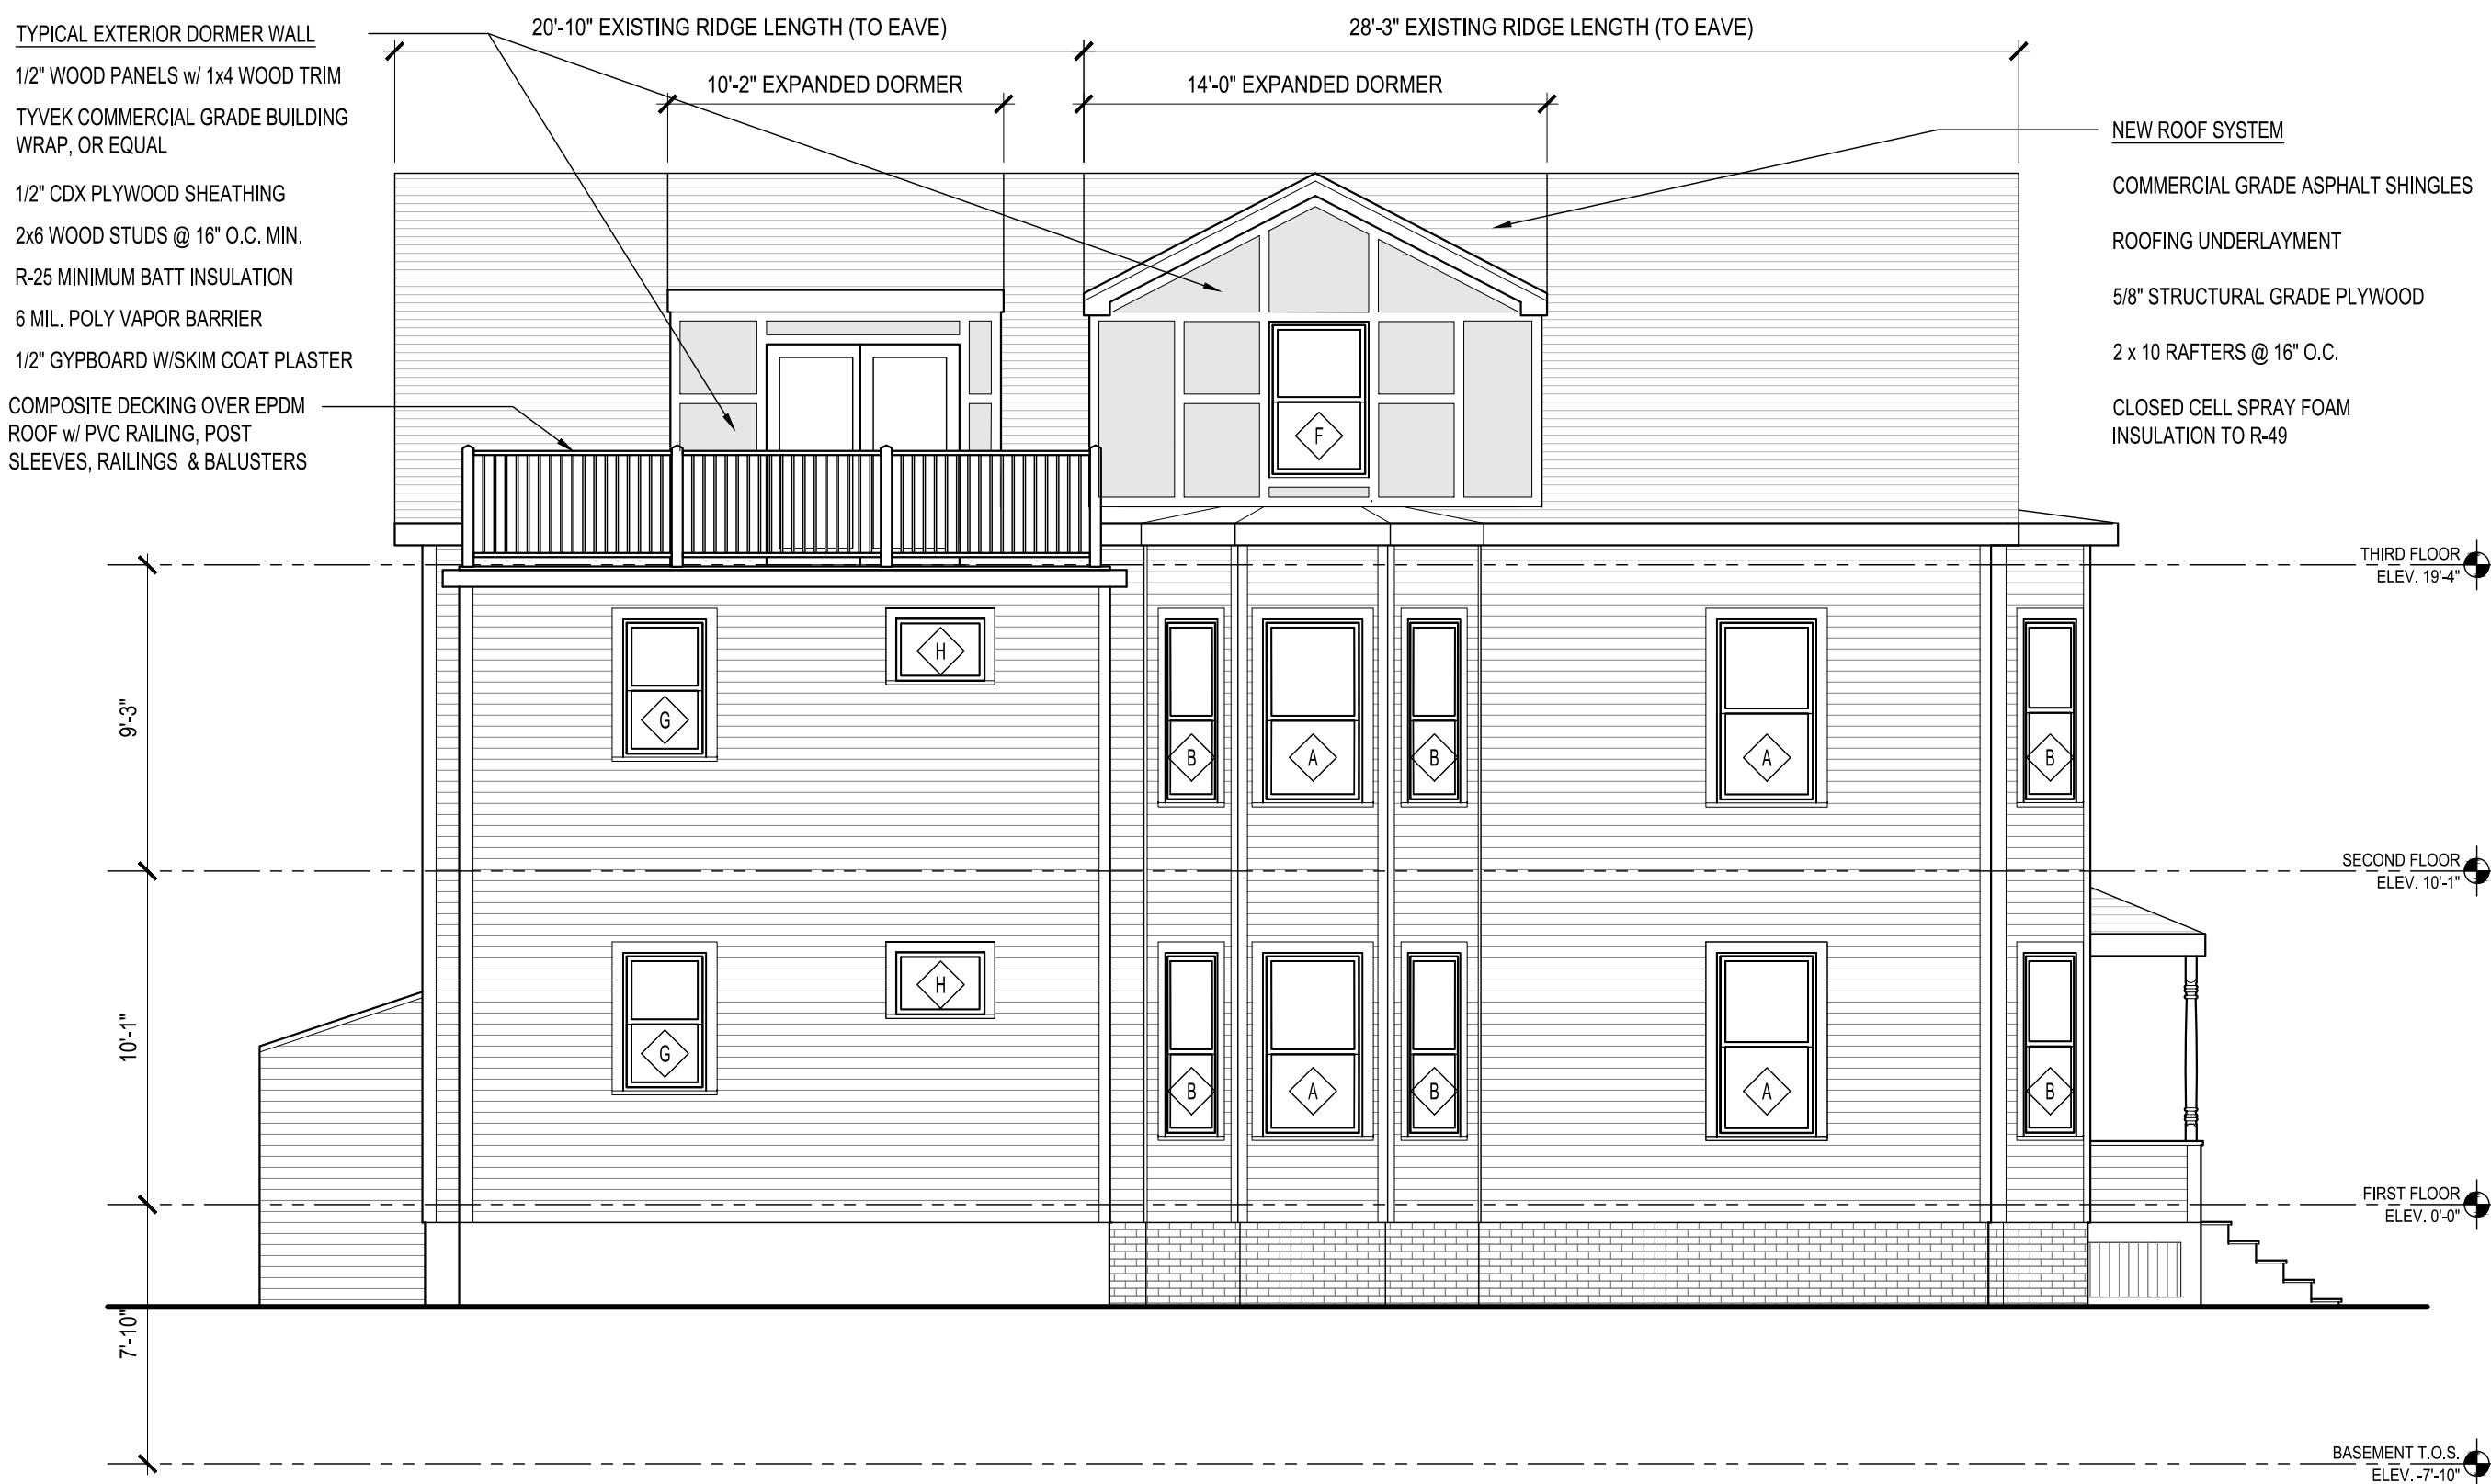 TYPICAL EXTERIOR DORMER WALL
1/2" WOOD PANELS w/ 1x4 WOOD TRIM
TYVEK COMMERCIAL GRADE BUILDING
WRAP, OR EQUAL
1/2" CDX PLYWOOD SHEATHING
2x6 WOOD STUDS @ 16" O.C. MIN.
R-25 MINIMUM BATT INSULATION
6 MIL. POLY VAPOR BARRIER
1/2" GYPBOARD W/SKIM COAT PLASTER
COMPOSITE DECKING OVER EPDM
ROOF w/ PVC RAILING, POST
SLEEVES, RAILINGS & BALUSTERS
20'-10" EXISTING RIDGE LENGTH (TO EAVE)
28'-3" EXISTING RIDGE LENGTH (TO EAVE)
10'-2" EXPANDED DORMER
14'-0" EXPANDED DORMER
NEW ROOF SYSTEM
COMMERCIAL GRADE ASPHALT SHINGLES
ROOFING UNDERLAYMENT
5/8" STRUCTURAL GRADE PLYWOOD
2 x 10 RAFTERS @ 16" O.C.
CLOSED CELL SPRAY FOAM
INSULATION TO R-49
F
THIRD FLOOR
ELEV. 19'-4"
9'-3"
G
H
B
A
B
A
B
SECOND FLOOR
ELEV. 10'-1"
10'-1"
G
H
B
A
B
A
B
FIRST FLOOR
ELEV. 0'-0"
7'-10"
BASEMENT T.O.S.
ELEV. -7'-10"